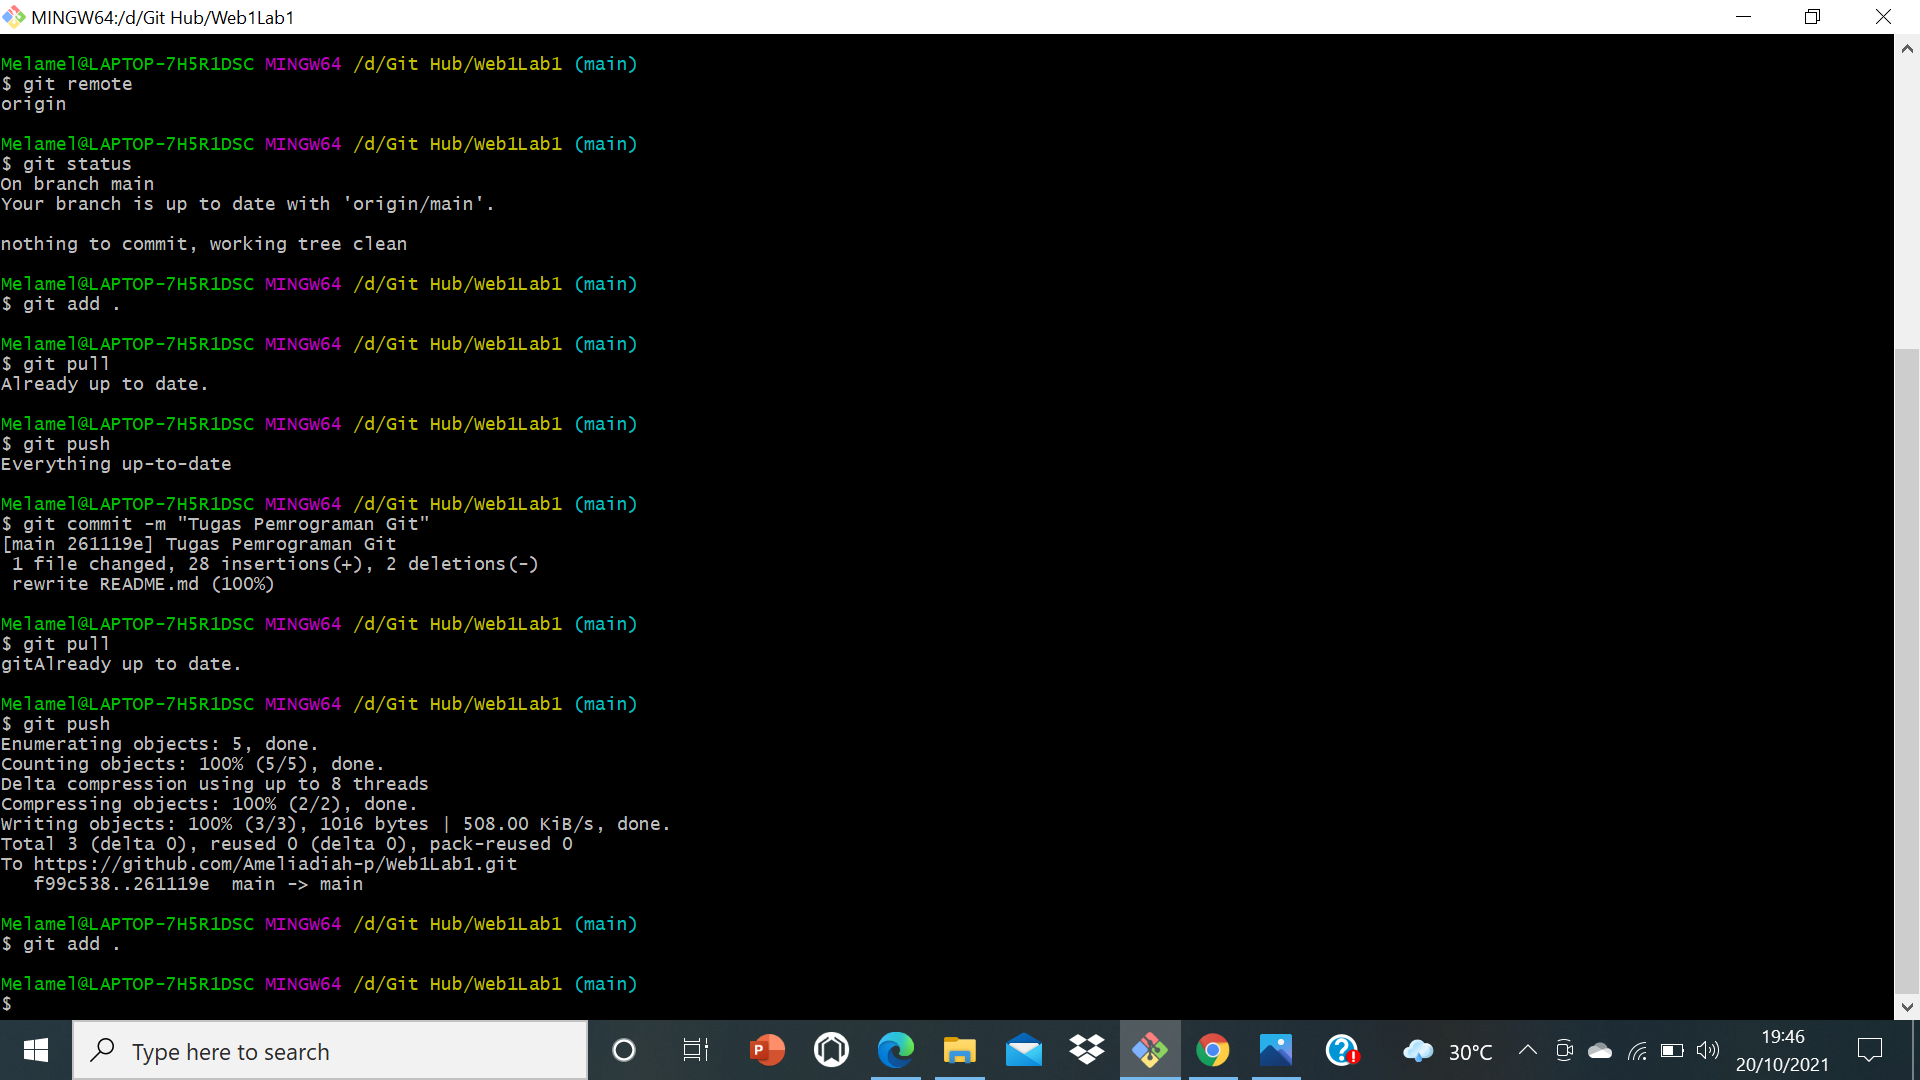 MINGW64:/d/Git Hub/Web1Lab1
Melamel@LAPTOP-7H5R1DSC MINGW64 /d/Git Hub/Web1Lab1 (main)
$ git remote
origin
Melamel@LAPTOP-7H5R1DSC MINGW64 /d/Git Hub/Web1Lab1 (main)
$ git status
On branch main
Your branch is up to date with 'origin/main'.
nothing to commit, working tree clean
Melamel@LAPTOP-7H5R1DSC MINGW64 /d/Git Hub/Web1Lab1 (main)
$ git add .
Melamel@LAPTOP-7H5R1DSC MINGW64 /d/Git Hub/Web1Lab1 (main)
$ git pull
Already up to date.
Melamel@LAPTOP-7H5R1DSC MINGW64 /d/Git Hub/Web1Lab1 (main)
$ git push
Everything up-to-date
Melamel@LAPTOP-7H5R1DSC MINGW64 /d/Git Hub/Web1Lab1 (main)
$ git commit -m "Tugas Pemrograman Git"
[main 261119e] Tugas Pemrograman Git
 1 file changed, 28 insertions(+), 2 deletions(-)
 rewrite README.md (100%)
Melamel@LAPTOP-7H5R1DSC MINGW64 /d/Git Hub/Web1Lab1 (main)
$ git pull
gitAlready up to date.
Melamel@LAPTOP-7H5R1DSC MINGW64 /d/Git Hub/Web1Lab1 (main)
$ git push
Enumerating objects: 5, done.
Counting objects: 100% (5/5), done.
Delta compression using up to 8 threads
Compressing objects: 100% (2/2), done.
Writing objects: 100% (3/3), 1016 bytes | 508.00 KiB/s, done.
Total 3 (delta 0), reused 0 (delta 0), pack-reused 0
To https://github.com/Ameliadiah-p/Web1Lab1.git
   f99c538..261119e  main -> main
Melamel@LAPTOP-7H5R1DSC MINGW64 /d/Git Hub/Web1Lab1 (main)
$ git add .
Melamel@LAPTOP-7H5R1DSC MINGW64 /d/Git Hub/Web1Lab1 (main)
$
Type here to search
30°C
19:46
20/10/2021